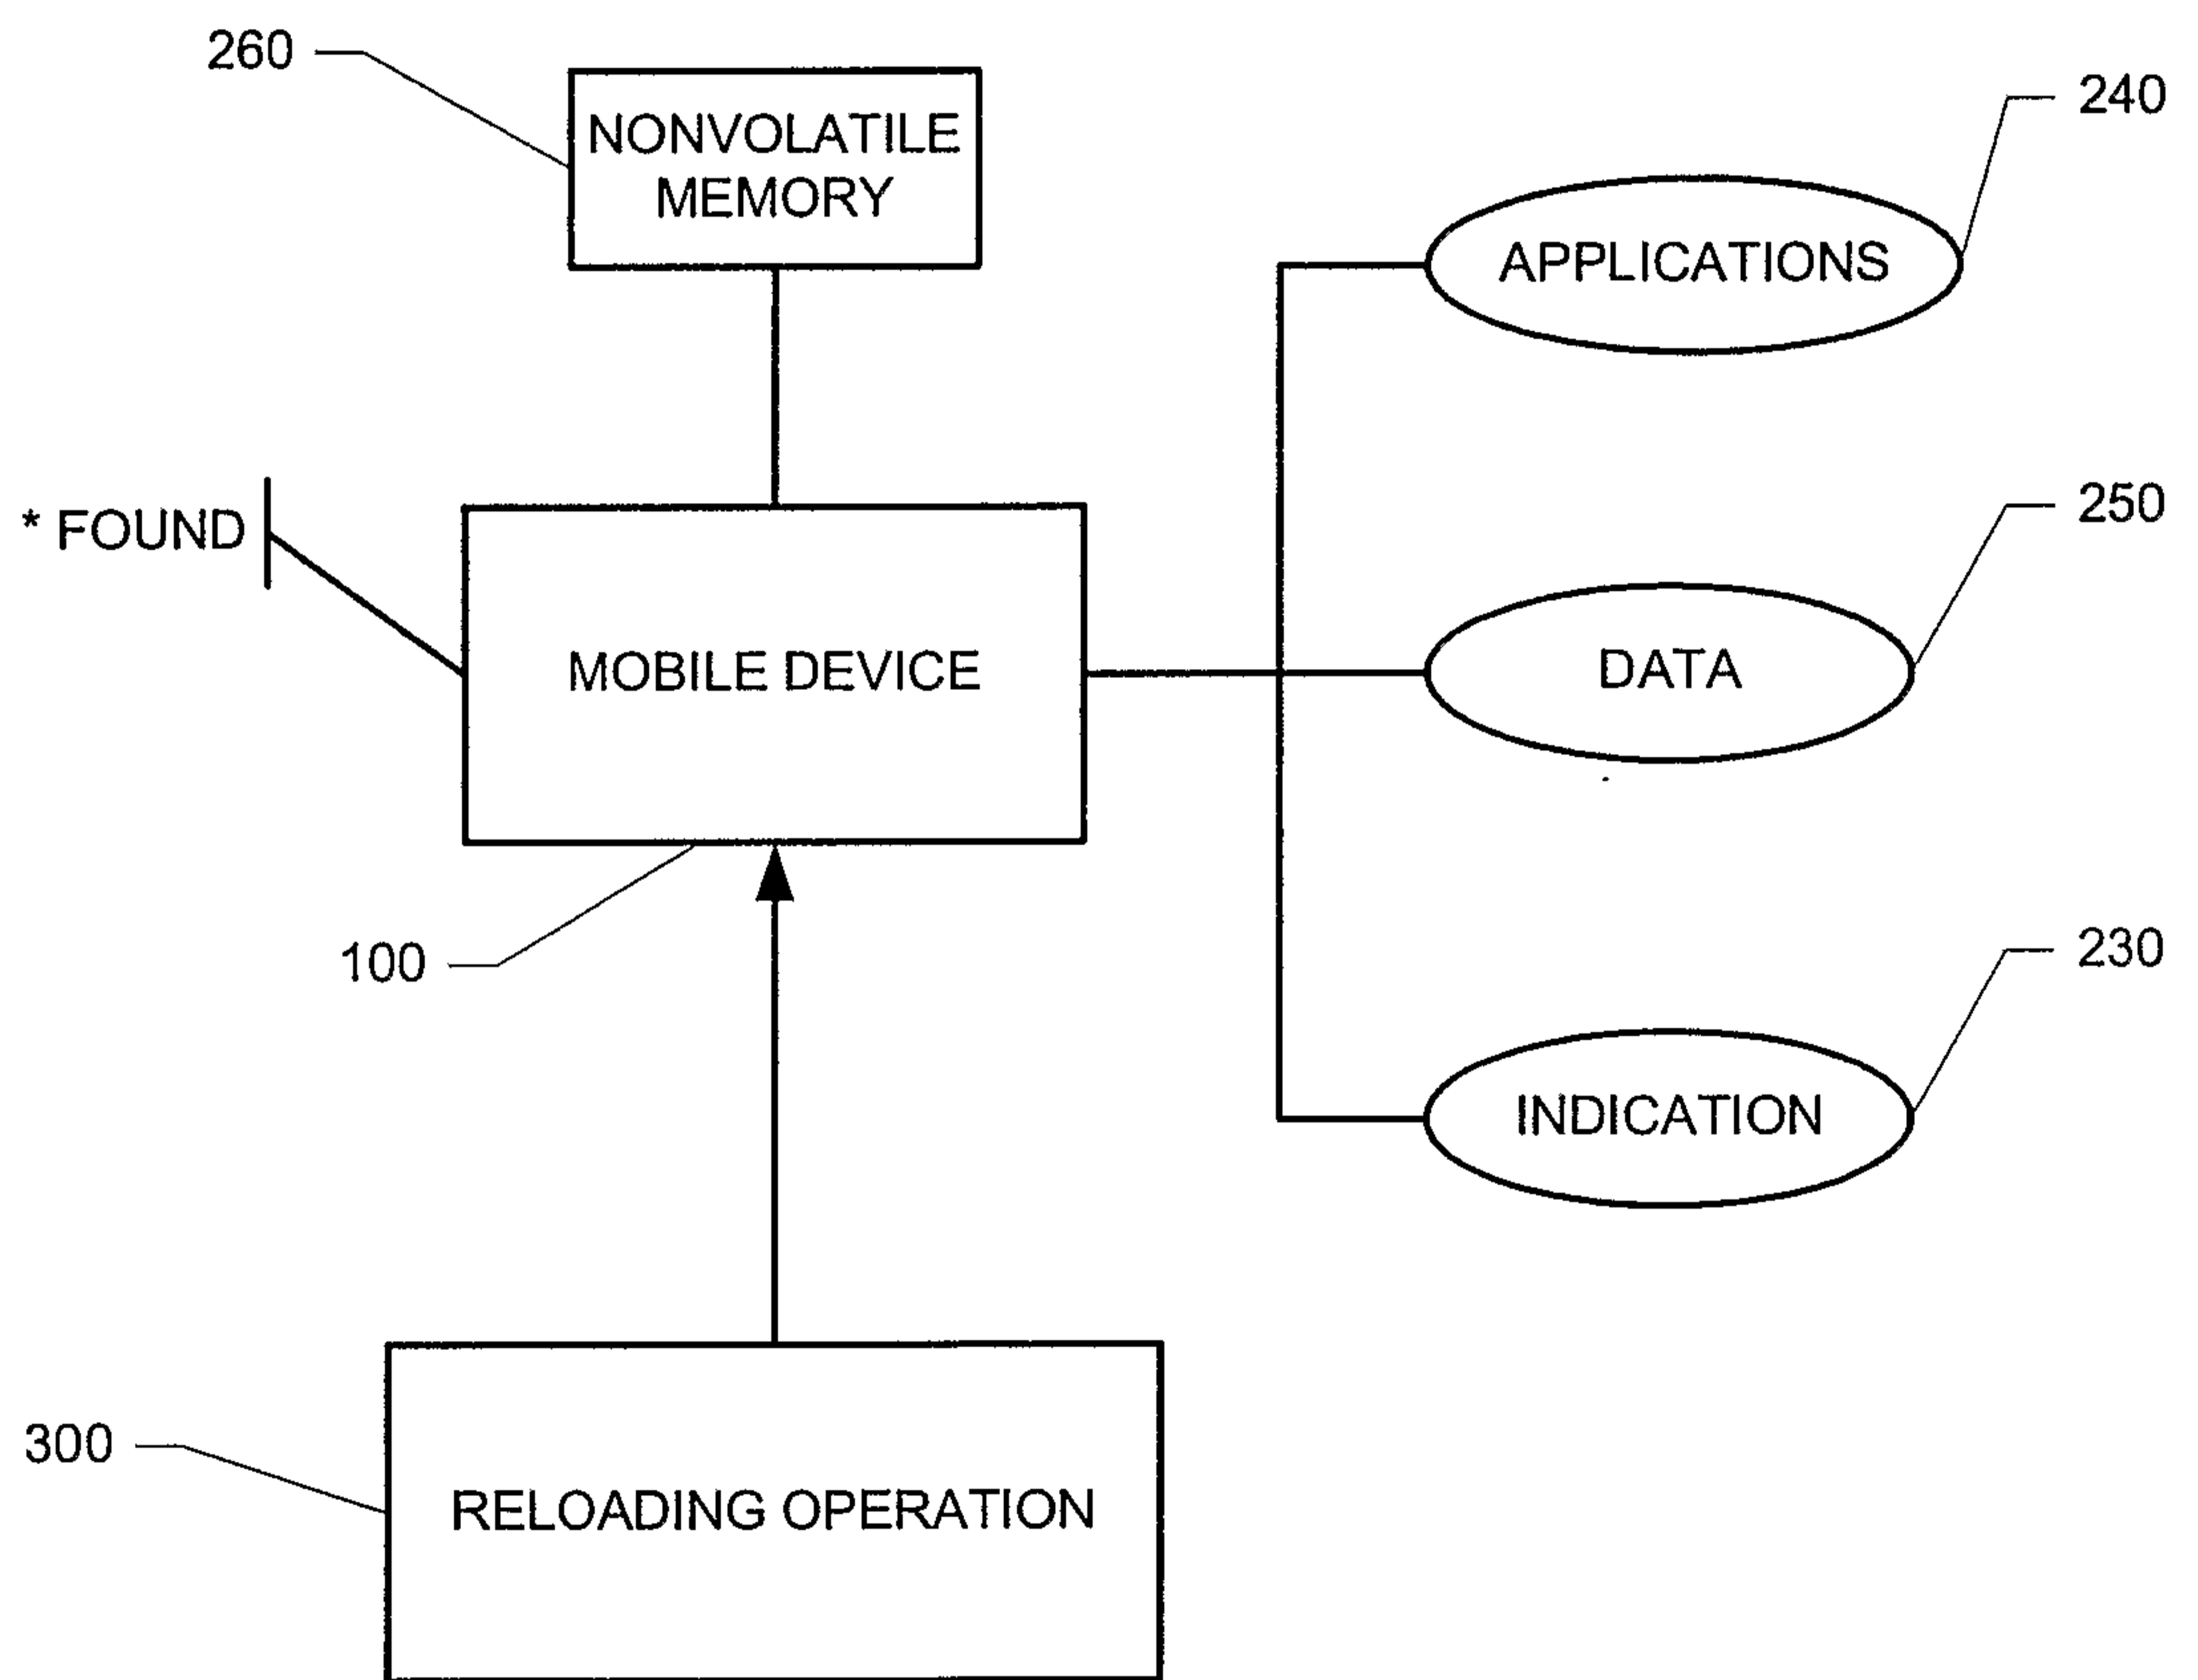 260
NONVOLATILE
MEMORY
240
APPLICATIONS
* FOUND
250
MOBILE DEVICE
DATA
100
230
INDICATION
300
RELOADING OPERATION